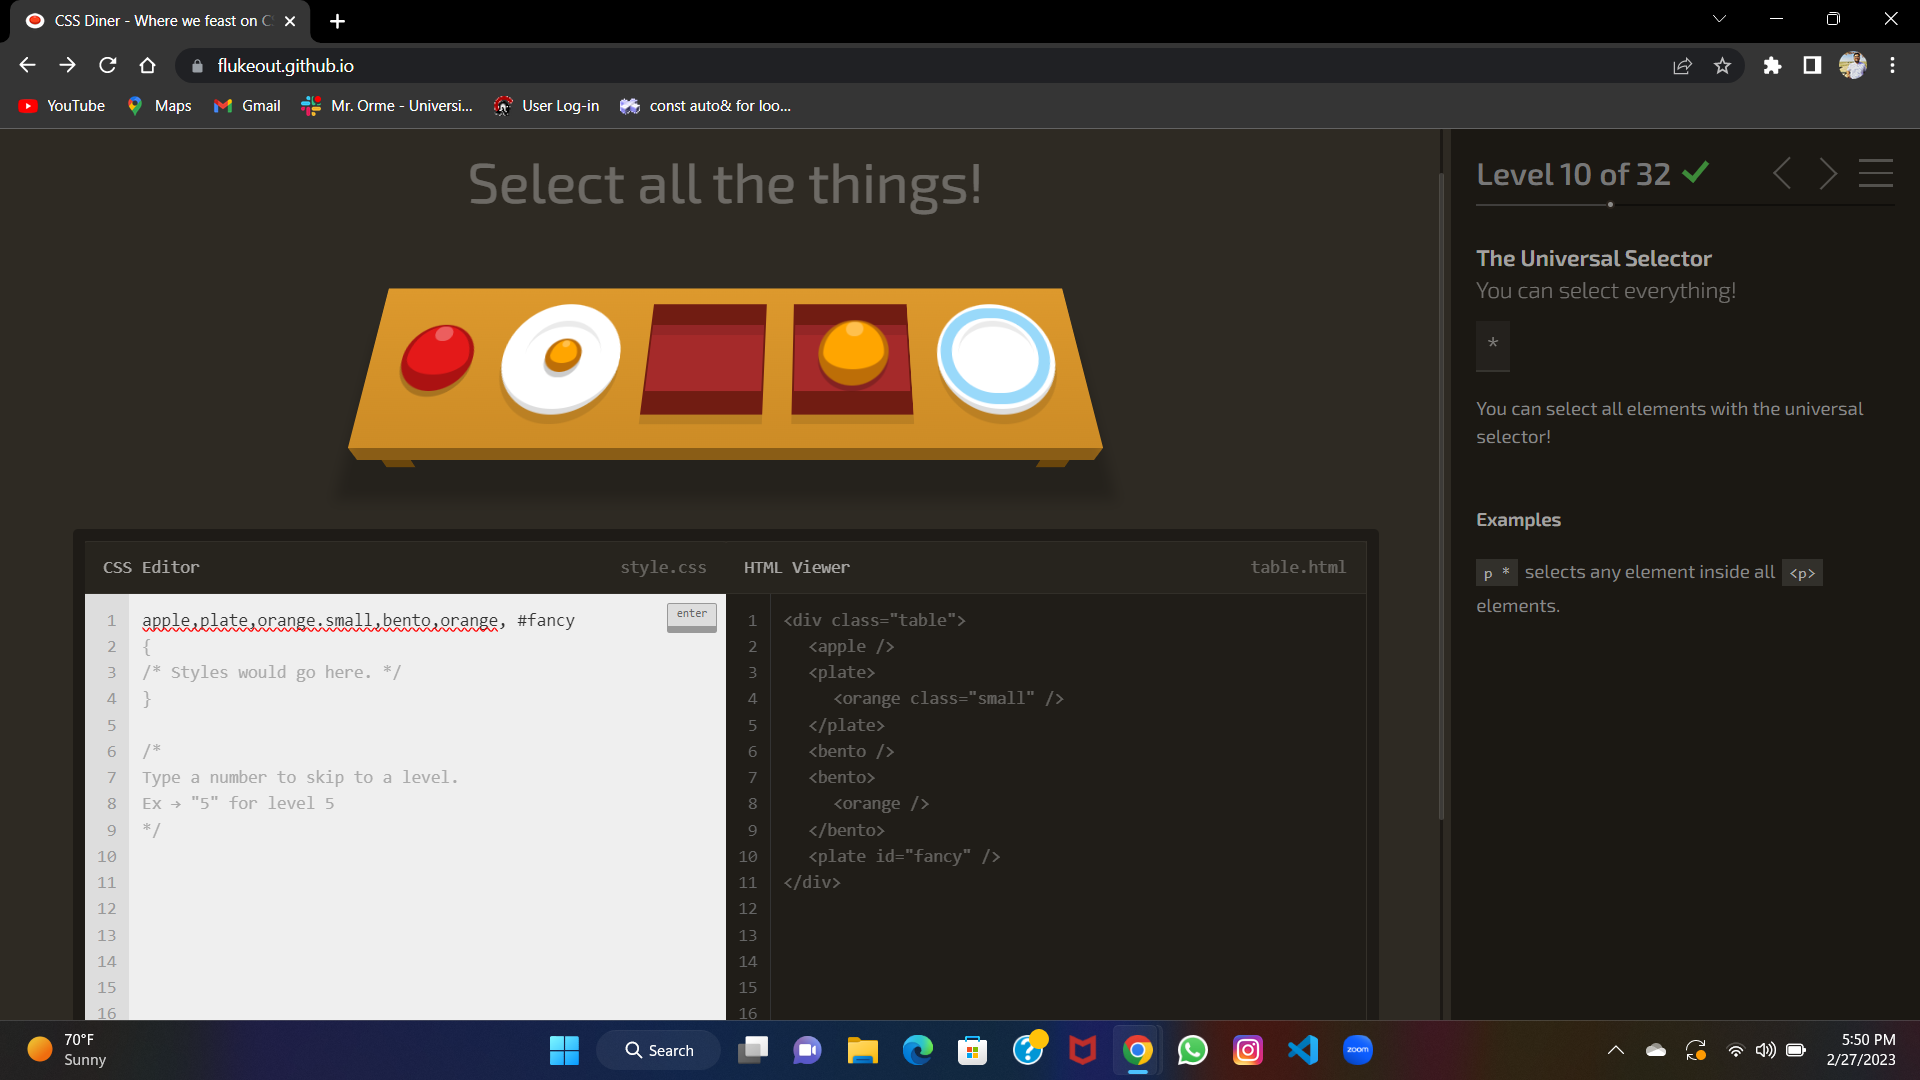 CSS Diner - Where we feast on C
flukeout.github.io
YouTube
Maps
Gmail
Mr. Orme - Universi...
User Log-in
const auto& for loo...
Select all the things!
Level 10 of 32
The Universal Selector
You can select everything!
*
You can select all elements with the universal
selector!
Examples
p * selects any element inside all <p>
elements.
CSS Editor
style.css
HTML Viewer
table.html
enter
1 apple,plate,orange.small,bento,orange, #fancy
2 {
3 /* Styles would go here. */
4 }
5
6 /*
7 Type a number to skip to a level.
8 Ex → "5" for level 5
9 */
10
11
12
13
14
15
16
1 <div class="table">
2 <apple />
3 <plate>
4 <orange class="small" />
5 </plate>
6 <bento />
7 <bento>
8 <orange />
9 </bento>
10 <plate id="fancy" />
11 </div>
12
13
14
15
16
70°F
Sunny
Search
zoom
5:50 PM
2/27/2023